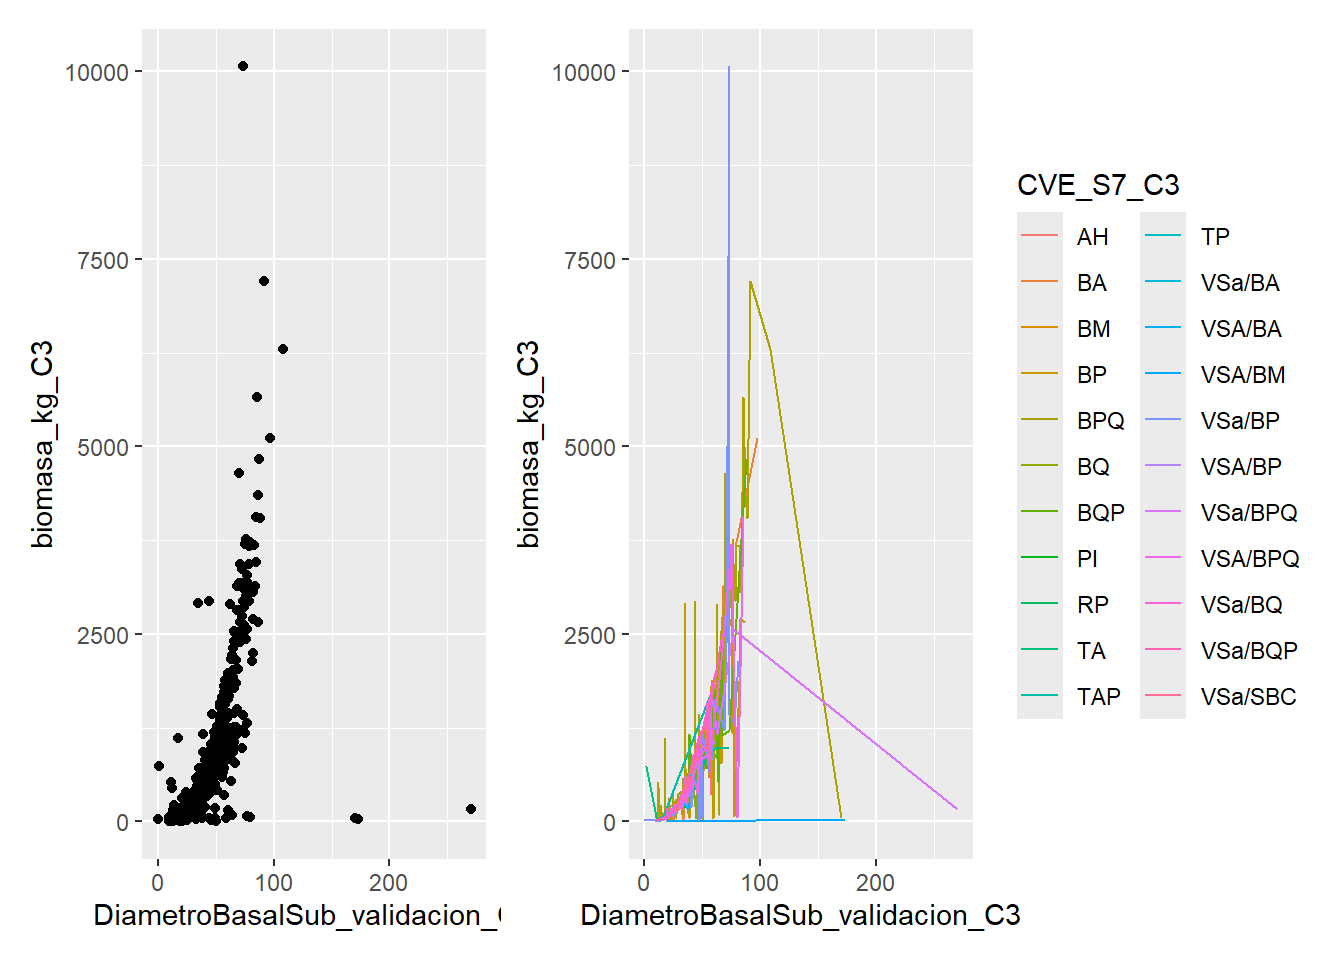 10000
7500
5000
2500
0
biomasa_kg_C3
0
100
200
DiametroBasalSub_validacion_
10000
7500
5000
2500
0
biomasa_kg_C3
0
100
200
DiametroBasalSub_validacion_C3
CVE_S7_C3
AH
BA
BM
BP
BPQ
BQ
BQP
PI
RP
TA
TAP
TP
VSa/BA
VSA/BA
VSA/BM
VSa/BP
VSA/BP
VSa/BPQ
VSA/BPQ
VSa/BQ
VSa/BQP
VSa/SBC